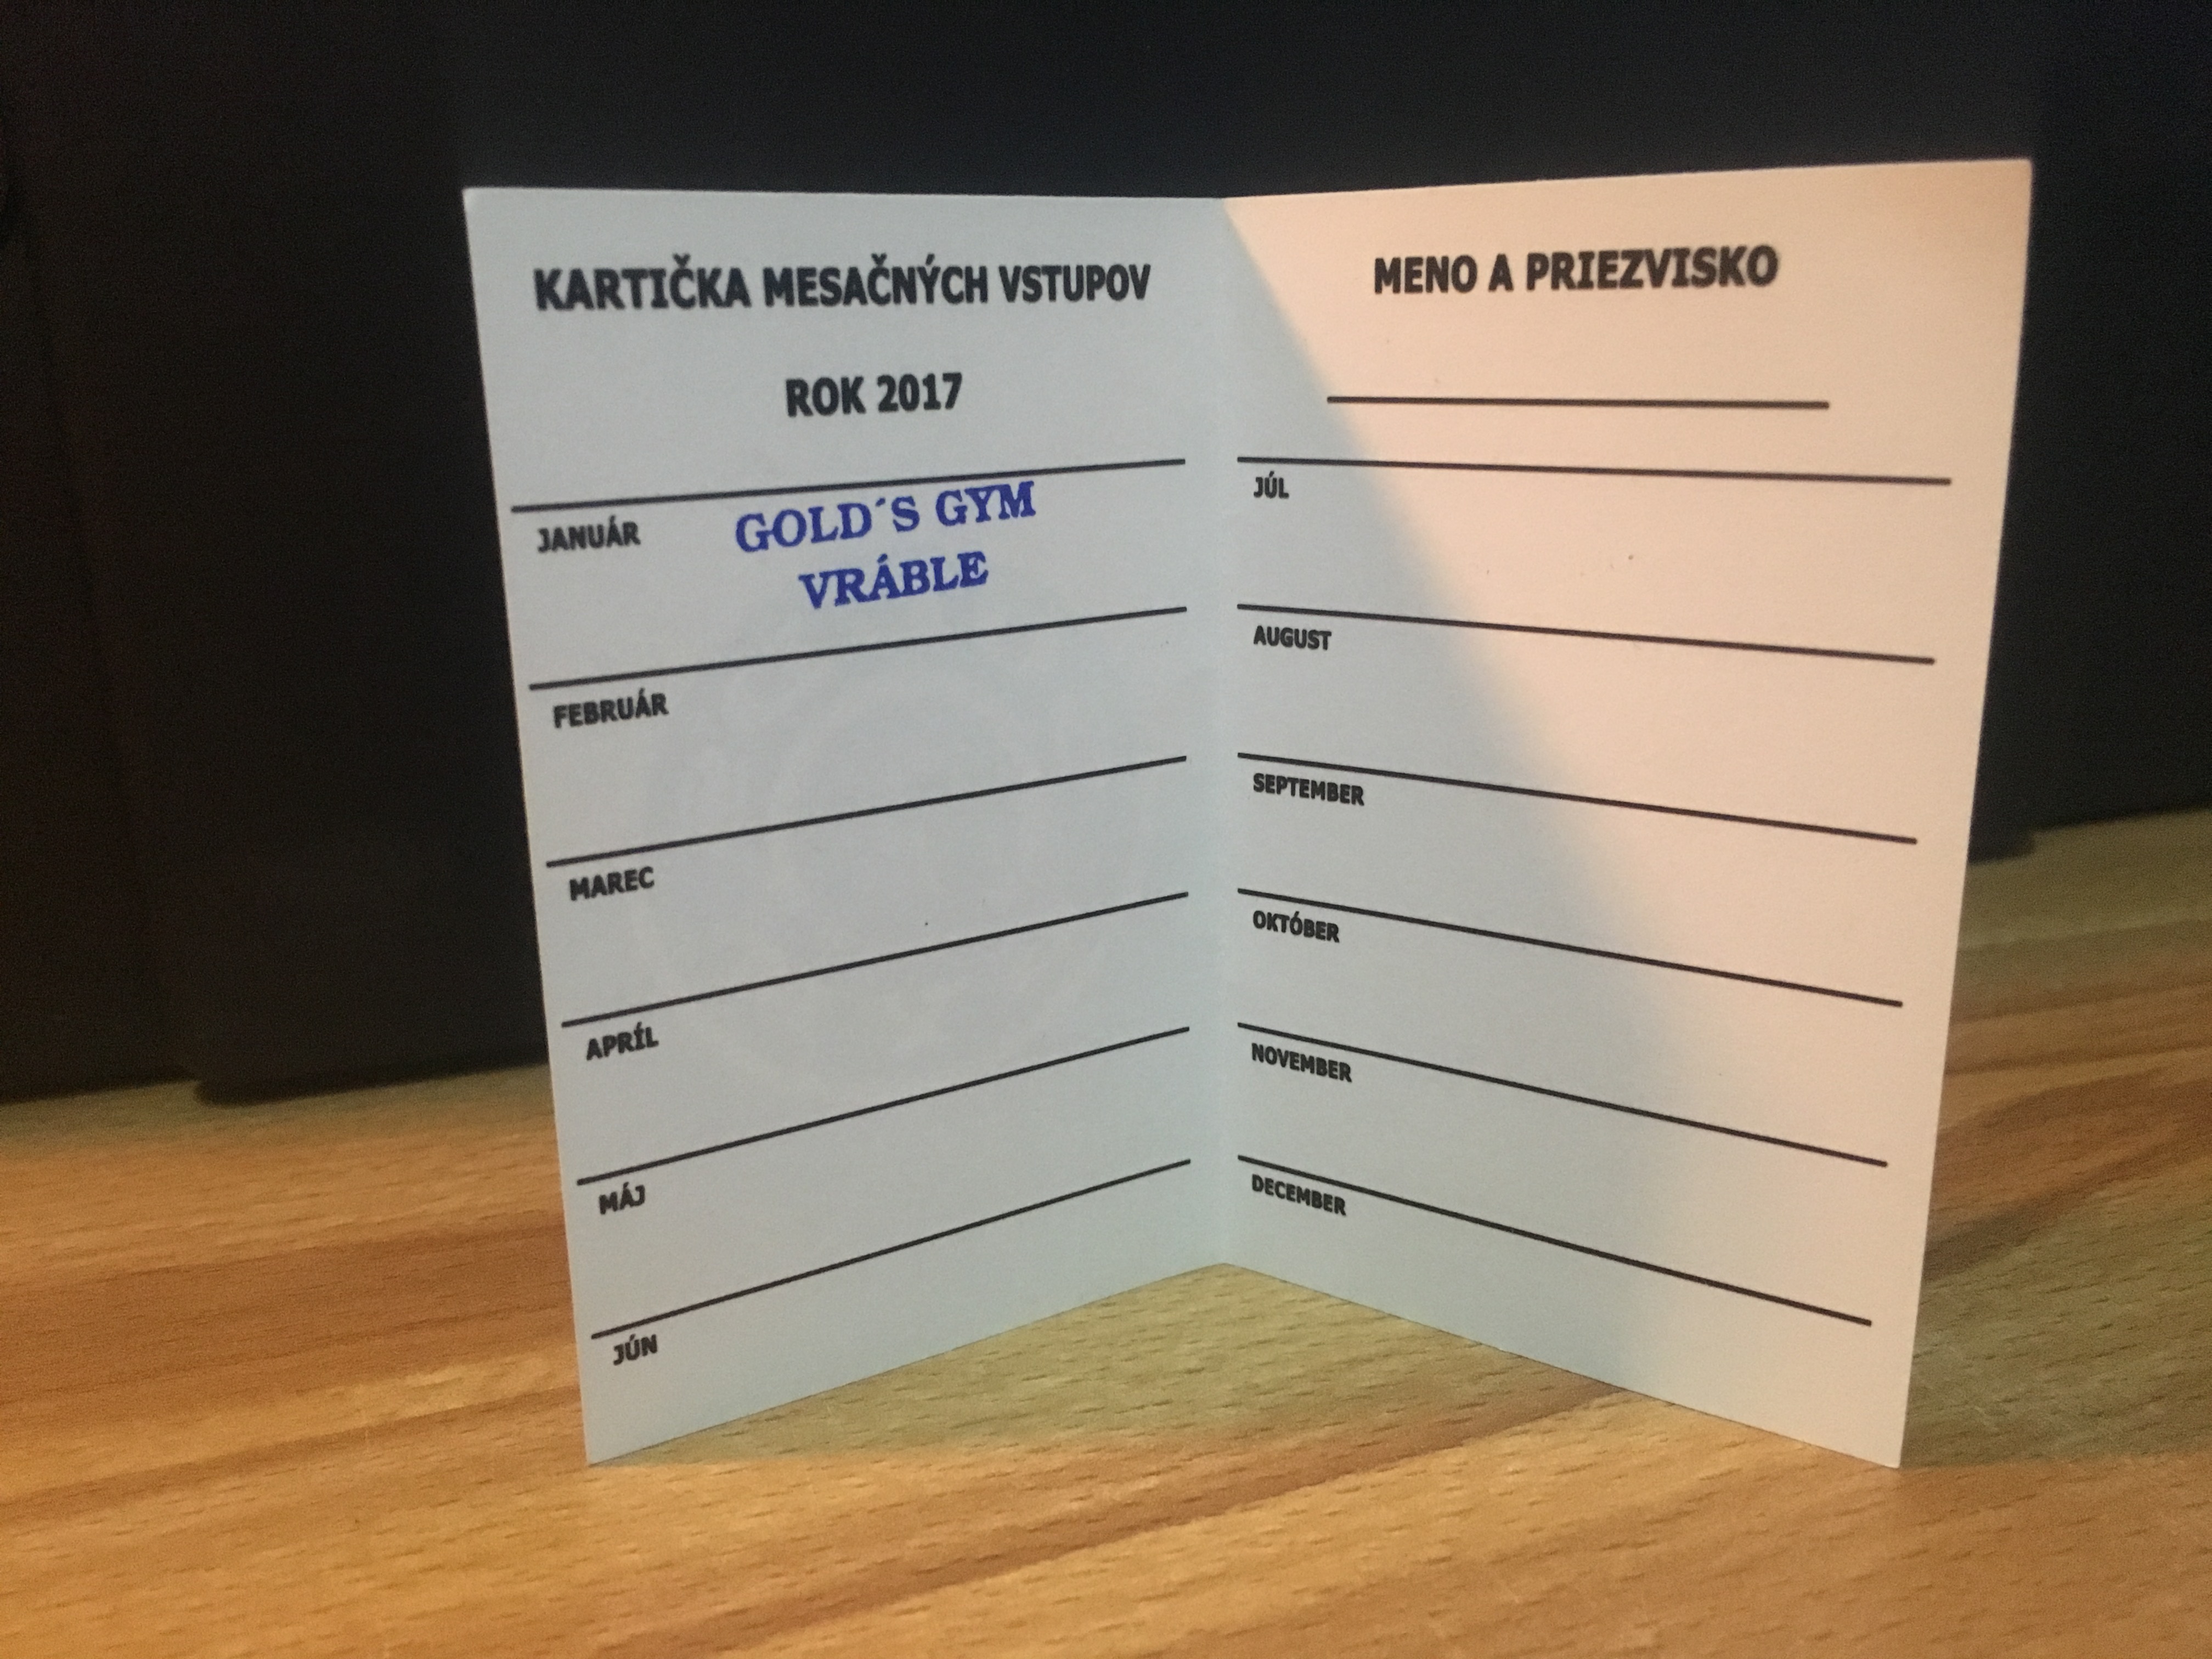 KARTIČKA MESAČNÝCH VSTUPOV
ROK 2017
JANUÁR
GOLD´S GYM
VRÁBLE
FEBRUÁR
MAREC
APRÍL
MÁJ
JÚN
MENO A PRIEZVISKO
JÚL
AUGUST
SEPTEMBER
OKTÓBER
NOVEMBER
DECEMBER